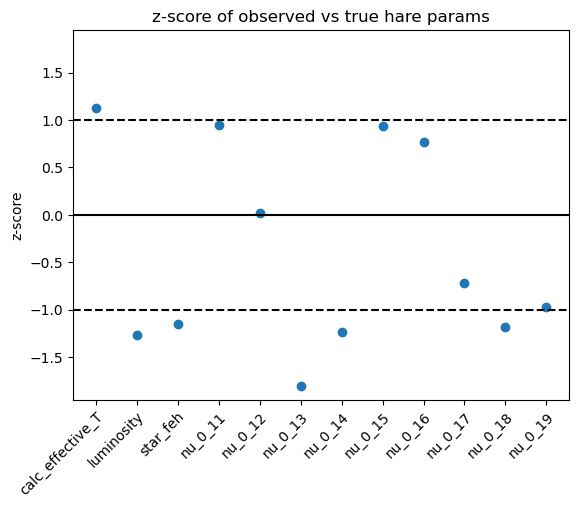 z-score of observed vs true hare params
z-score
1.5
1.0
0.5
0.0
−0.5
−1.0
−1.5
calc_effective_T
luminosity
star_feh
nu_0_11
nu_0_12
nu_0_13
nu_0_14
nu_0_15
nu_0_16
nu_0_17
nu_0_18
nu_0_19